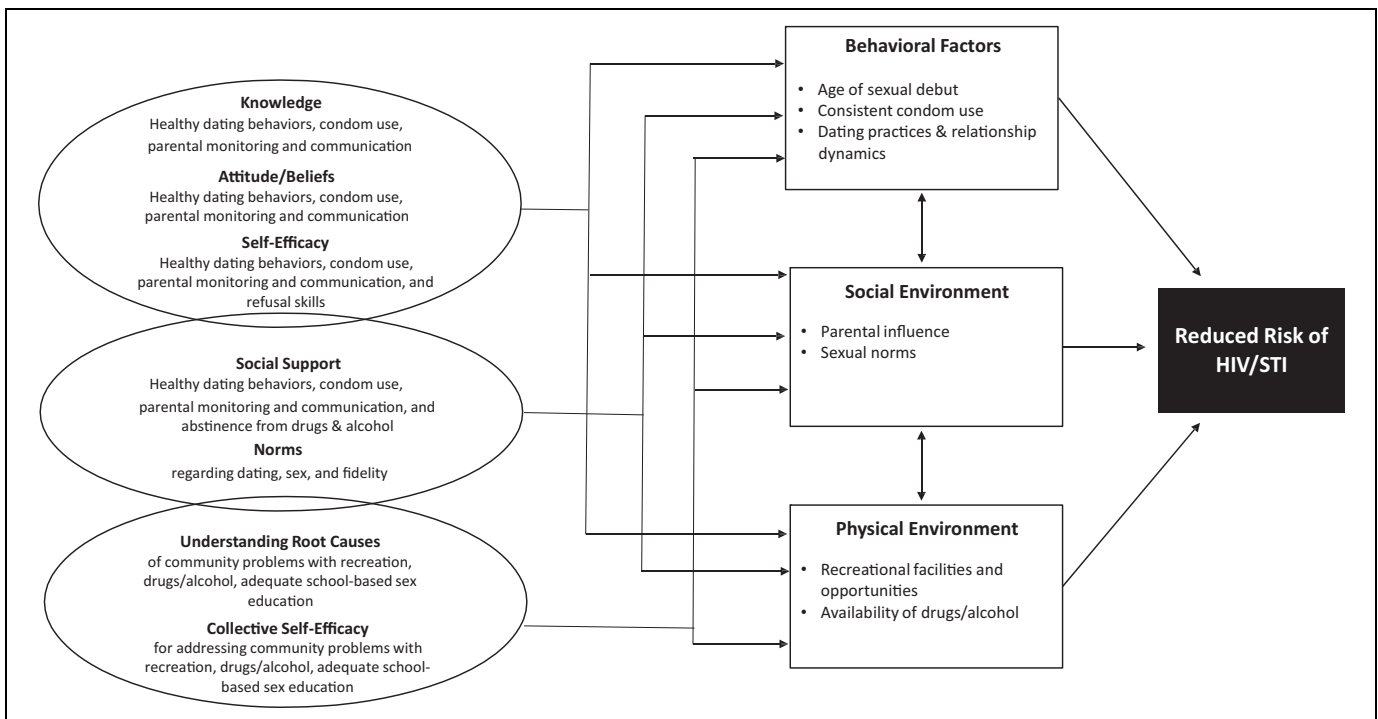 Knowledge
Healthy dating behaviors, condom use,
parental monitoring and communication
Attitude/Beliefs
Healthy dating behaviors, condom use,
parental monitoring and communication
Self-Efficacy
Healthy dating behaviors, condom use,
parental monitoring and communication, and
refusal skills
Social Support
Healthy dating behaviors, condom use,
parental monitoring and communication, and
abstinence from drugs & alcohol
Norms
regarding dating, sex, and fidelity
Understanding Root Causes
of community problems with recreation,
drugs/alcohol, adequate school-based sex
education
Collective Self-Efficacy
for addressing community problems with
recreation, drugs/alcohol, adequate school-
based sex education
Behavioral Factors
• Age of sexual debut
• Consistent condom use
• Dating practices & relationship
dynamics
Social Environment
• Parental influence
• Sexual norms
Physical Environment
• Recreational facilities and
opportunities
• Availability of drugs/alcohol
Reduced Risk of
HIV/STI